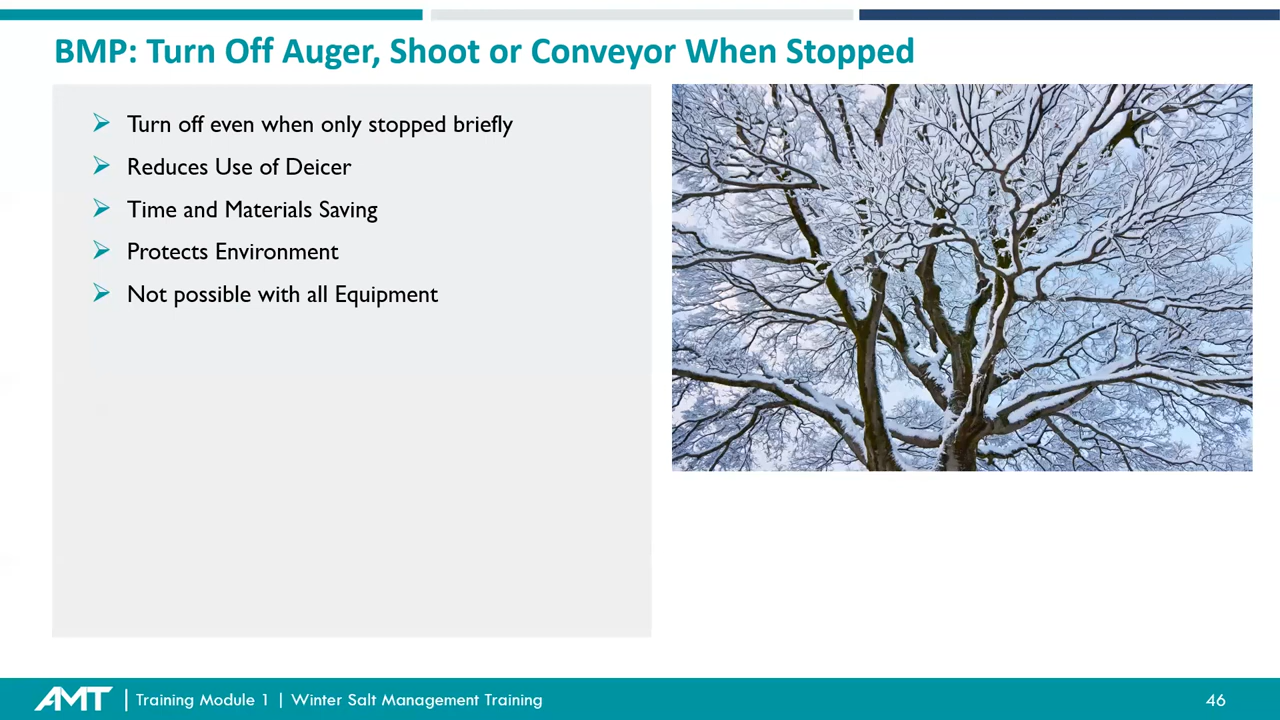 BMP: Turn Off Auger, Shoot or Conveyor When Stopped
Turn off even when only stopped briefly
Reduces Use of Deicer
Time and Materials Saving
Protects Environment
Not possible with all Equipment
AMT | Training Module 1 | Winter Salt Management Training
46